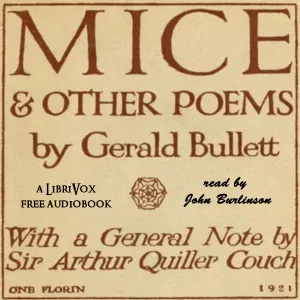 MICE
& OTHER POEMS
by Gerald Bullett
A LIBRIVOX
FREE AUDIOBOOK
read by
John Burlinson
With a General Note by
Sir Arthur Quiller Couch
ONE FLORIN 1921